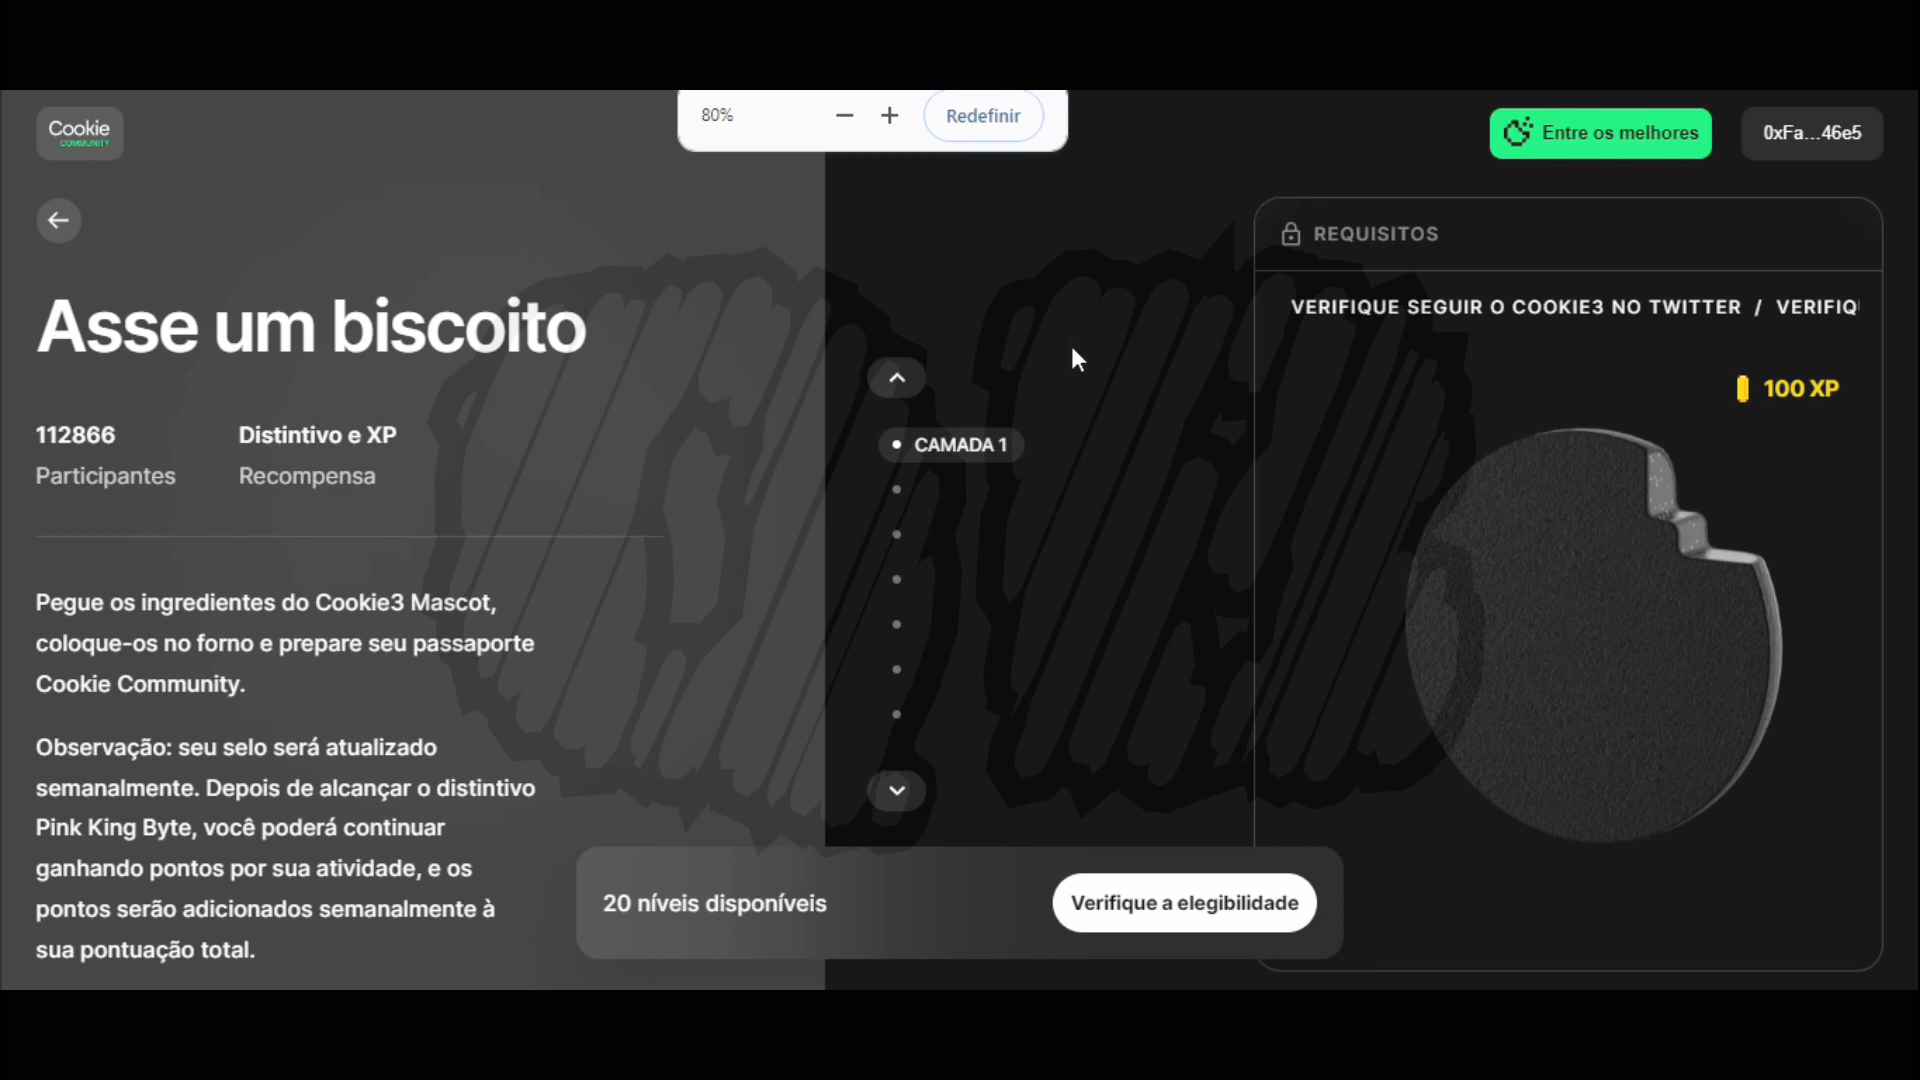 80%
Redefinir
Cookie
COMMUNITY
Entre os melhores
0xFa...46e5
Asse um biscoito
112866
Participantes
Distintivo e XP
Recompensa
Pegue os ingredientes do Cookie3 Mascot,
coloque-os no forno e prepare seu passaporte
Cookie Community.
Observação: seu selo será atualizado
semanalmente. Depois de alcançar o distintivo
Pink King Byte, você poderá continuar
ganhando pontos por sua atividade, e os
pontos serão adicionados semanalmente à
sua pontuação total.
CAMADA 1
REQUISITOS
VERIFIQUE SEGUIR O COOKIE3 NO TWITTER / VERIFIQ
100 XP
20 níveis disponíveis
Verifique a elegibilidade